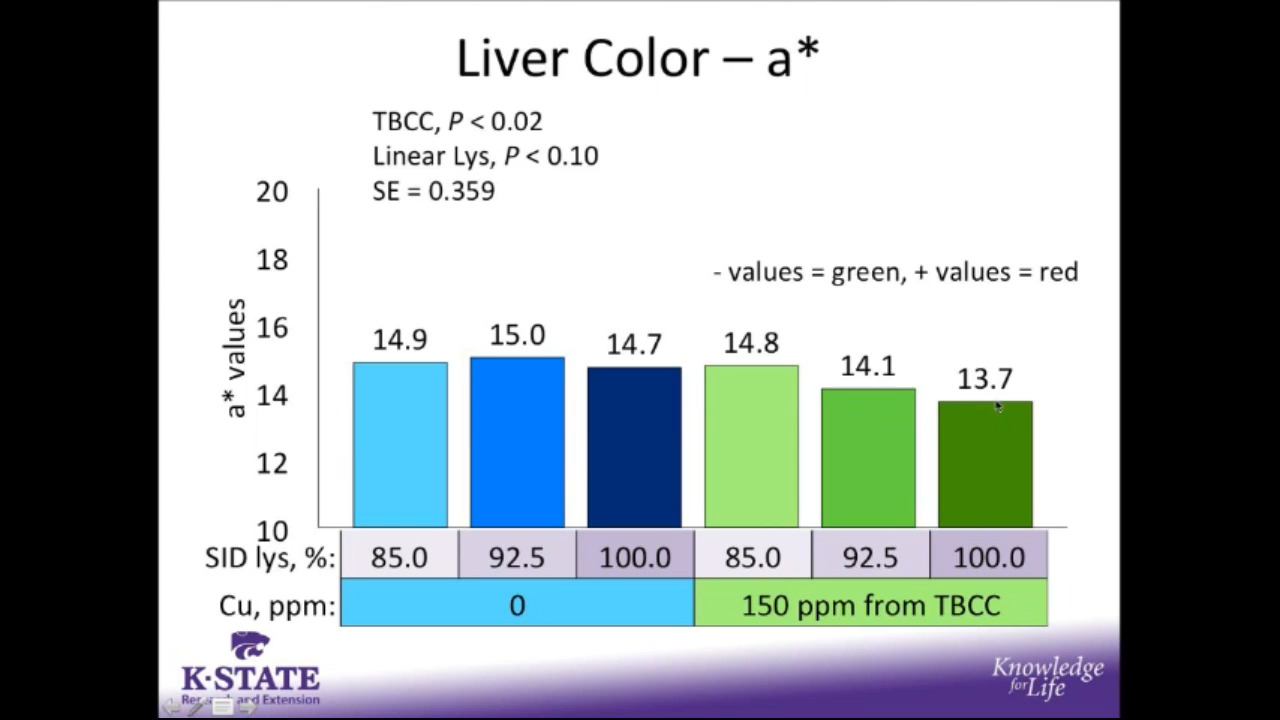 Liver Color – a*
TBCC, P < 0.02
Linear Lys, P < 0.10
SE = 0.359
- values = green, + values = red
a* values
20
18
16
14
12
10
14.9
15.0
14.7
14.8
14.1
13.7
SID lys, %: 85.0 92.5 100.0 85.0 92.5 100.0
Cu, ppm: 0 150 ppm from TBCC
K-STATE
Research and Extension
Knowledge
for Life